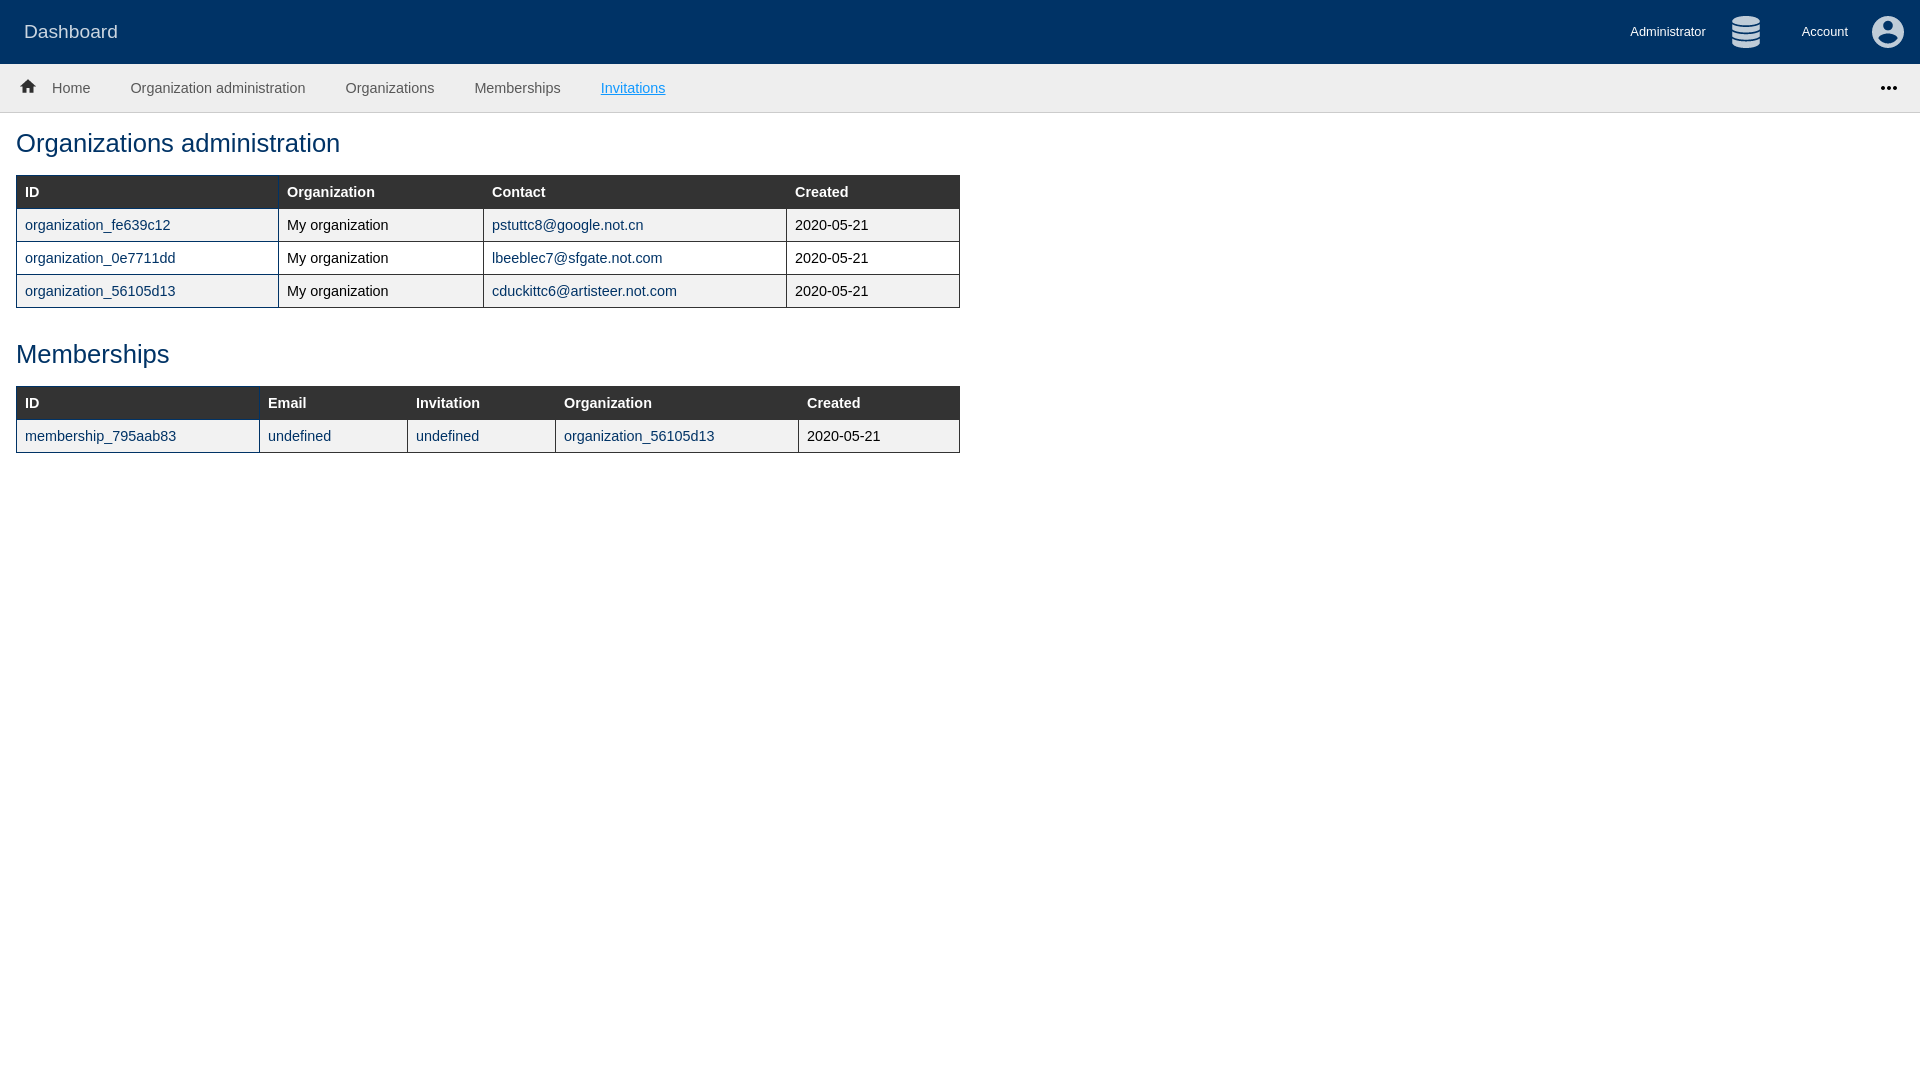 Dashboard
Administrator
Account
Home
Organization administration
Organizations
Memberships
Invitations
Organizations administration
ID Organization Contact Created
organization_fe639c12 My organization pstuttc8@google.not.cn 2020-05-21
organization_0e7711dd My organization lbeeblec7@sfgate.not.com 2020-05-21
organization_56105d13 My organization cduckittc6@artisteer.not.com 2020-05-21
Memberships
ID Email Invitation Organization Created
membership_795aab83 undefined undefined organization_56105d13 2020-05-21